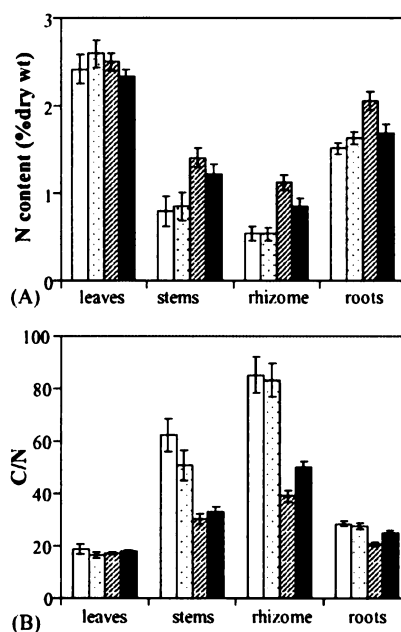 3
2
1
0
N content (%dry wt)
(A)
leaves stems rhizome roots
100
80
60
40
20
0
C/N
(B)
leaves stems rhizome roots